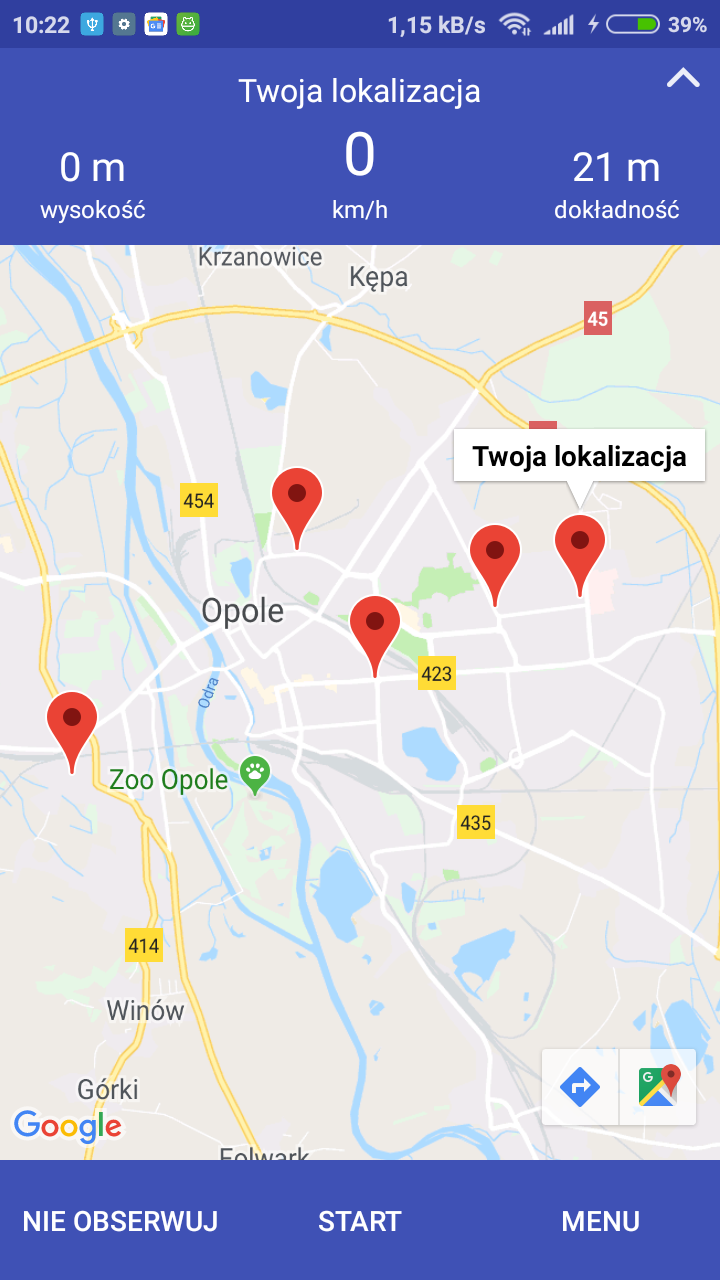 10:22 1,15 kB/s 39%
Twoja lokalizacja
0 m 0 21 m
wysokość km/h dokładność
Krzanowice
Kępa
45
Twoja lokalizacja
454
Opole
423
Odra
Zoo Opole
435
414
Winów
Górki
Google
Folwark
NIE OBSERWUJ START MENU